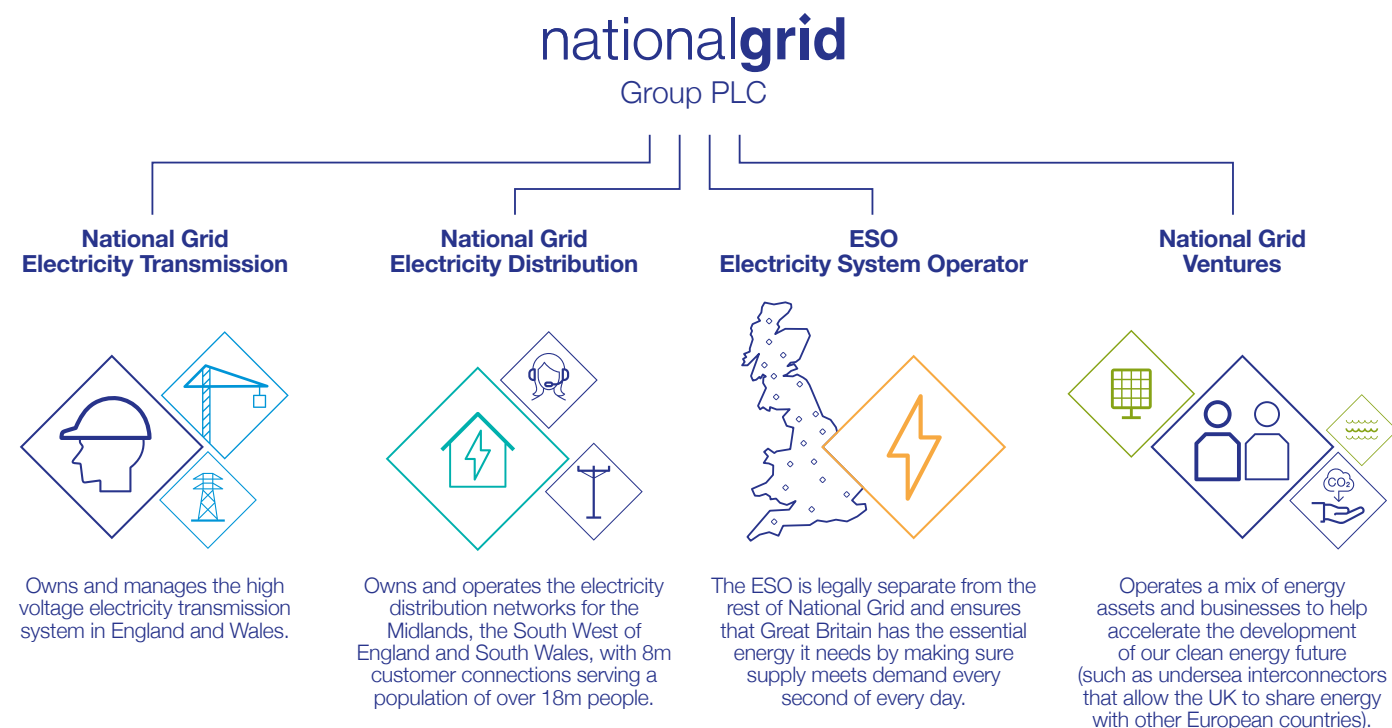 nationalgrid
Group PLC
National Grid
Electricity Transmission
Owns and manages the high
voltage electricity transmission
system in England and Wales.
National Grid
Electricity Distribution
Owns and operates the electricity
distribution networks for the
Midlands, the South West of
England and South Wales, with 8m
customer connections serving a
population of over 18m people.
ESO
Electricity System Operator
The ESO is legally separate from the
rest of National Grid and ensures
that Great Britain has the essential
energy it needs by making sure
supply meets demand every
second of every day.
National Grid
Ventures
CO₂
Operates a mix of energy
assets and businesses to help
accelerate the development
of our clean energy future
(such as undersea interconnectors
that allow the UK to share energy
with other European countries).